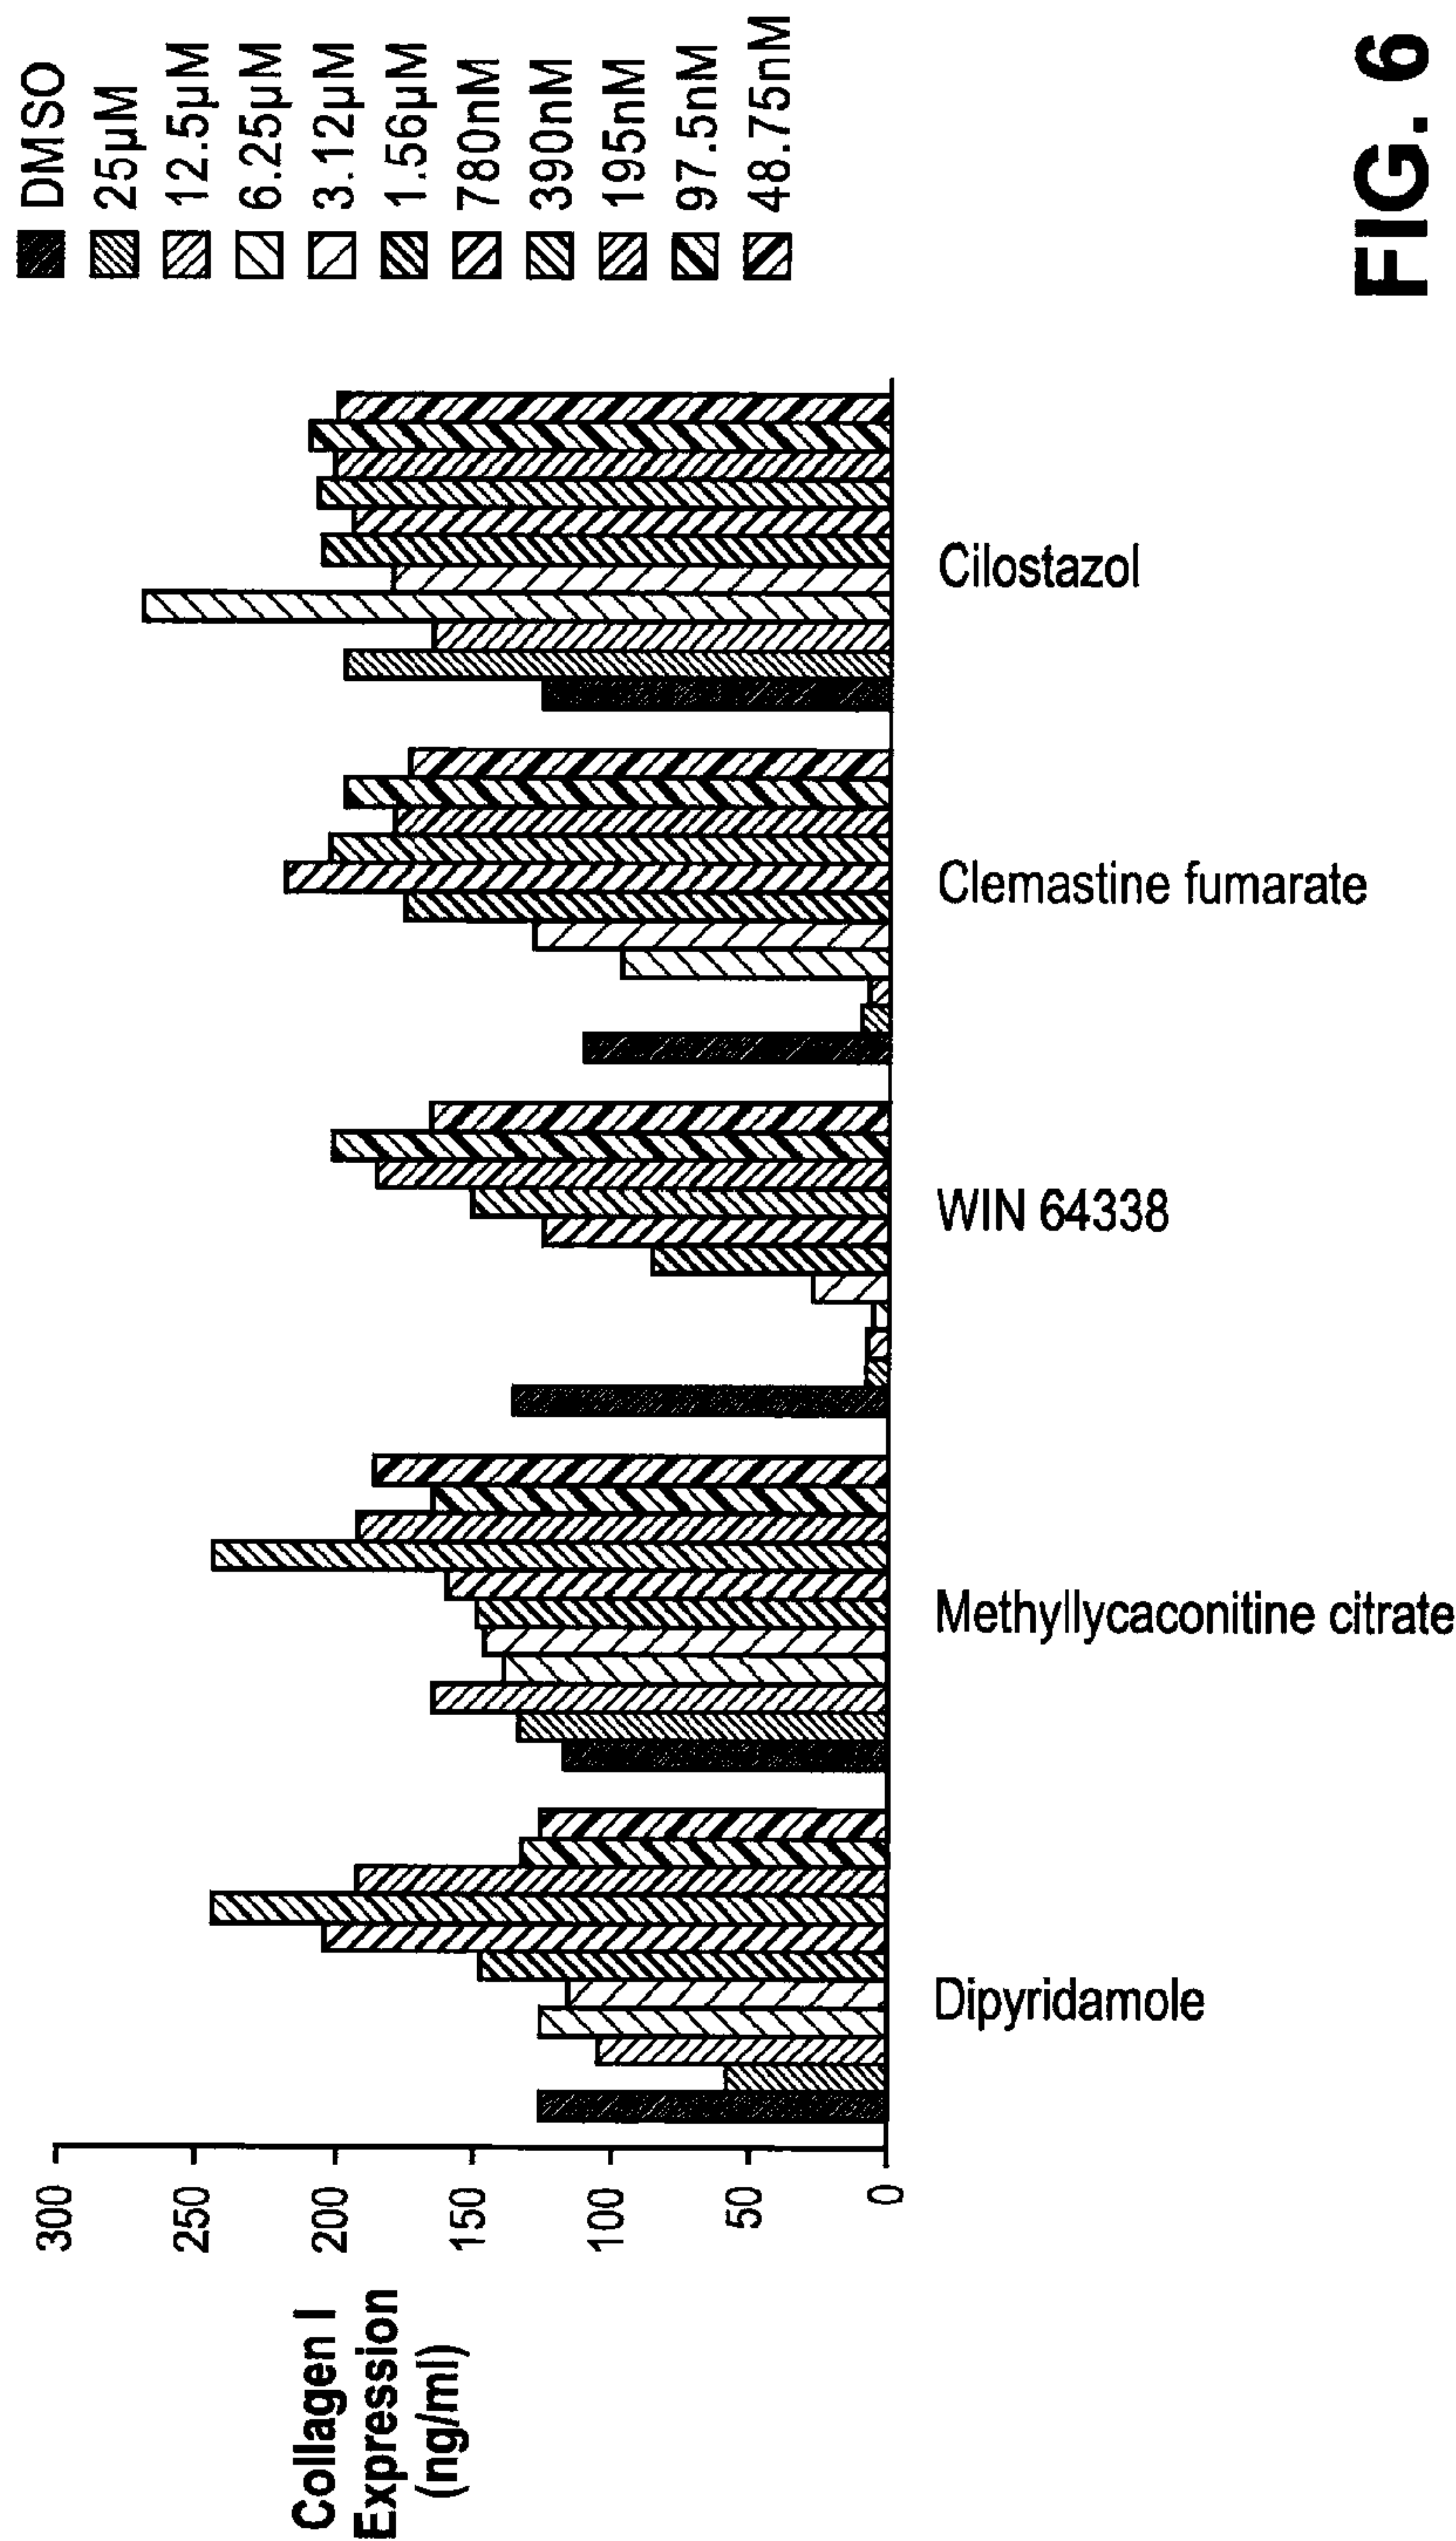 Collagen I
Expression
(ng/ml)
300
250
200
150
100
50
0
Dipyridamole
Methyllycaconitine citrate
WIN 64338
Clemastine fumarate
Cilostazol
DMSO
25µM
12.5µM
6.25µM
3.12µM
1.56µM
780nM
390nM
195nM
97.5nM
48.75nM
FIG. 6